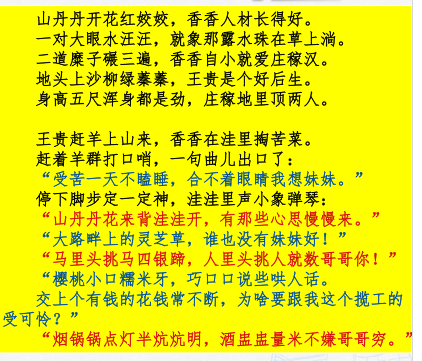 山丹丹开花红姣姣，香香人材长得好。
一对大眼水汪汪，就象那露水珠在草上淌。
二道糜子碾三遍，香香自小就爱庄稼汉。
地头上沙柳绿蓁蓁，王贵是个好后生。
身高五尺浑身都是劲，庄稼地里顶两人。
王贵赶羊上山来，香香在洼里掏苦菜。
赶着羊群打口哨，一句曲儿出口了：
“受苦一天不瞌睡，合不着眼睛我想妹妹。”
停下脚步定一定神，洼洼里声小象弹琴：
“山丹丹花来背洼洼开，有那些心思慢慢来。”
“大路畔上的灵芝草，谁也没有妹妹好！”
“马里头挑马四银蹄，人里头挑人就数哥哥你！”
“樱桃小口糯米牙，巧口口说些哄人话。
交上个有钱的花钱常不断，为啥要跟我这个揽工的
受可怜？”
“烟锅锅点灯半炕炕明，酒盅盅量米不嫌哥哥穷。”